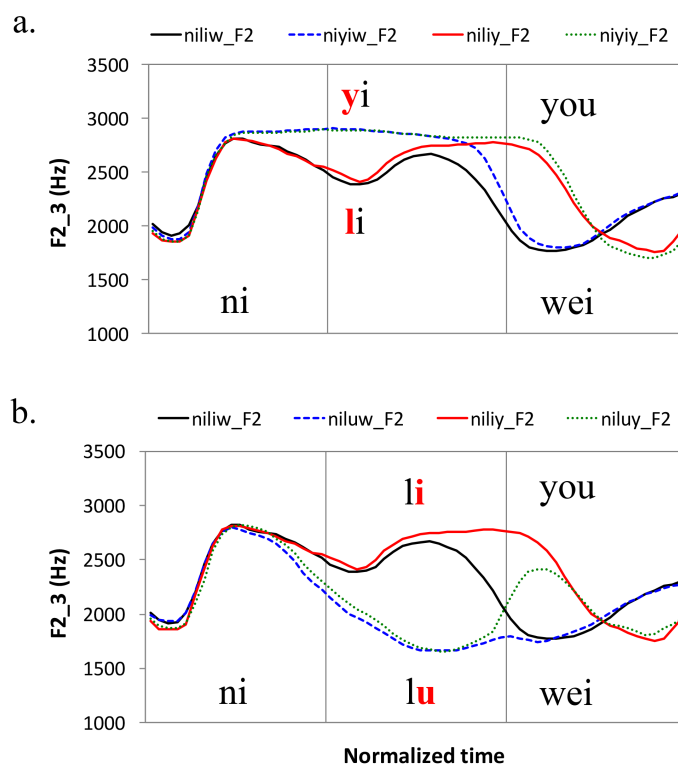 a.
niliw_F2 niyiw_F2 niliy_F2 niyiy_F2
3500
3000
2500
2000
1500
1000
F2_3 (Hz)
yi
you
li
ni
wei
b.
niliw_F2 niluw_F2 niliy_F2 niluy_F2
3500
3000
2500
2000
1500
1000
F2_3 (Hz)
li
you
ni
lu
wei
Normalized time